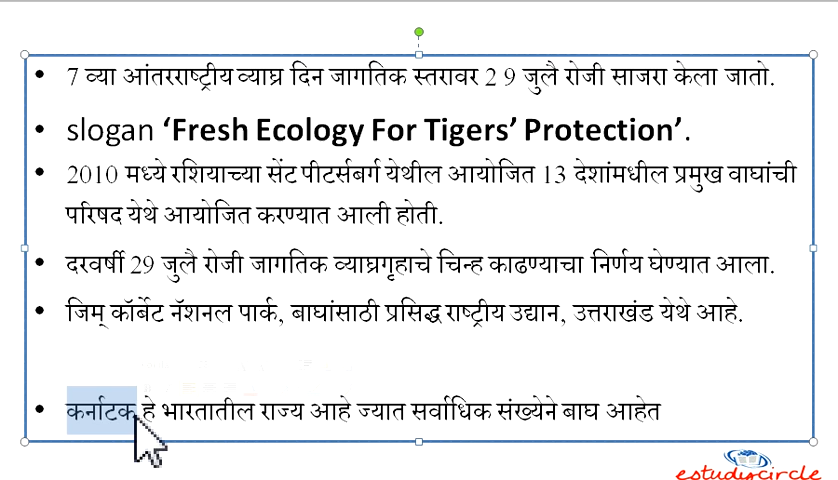 • 7 व्या आंतरराष्ट्रीय व्याघ्र दिन जागतिक स्तरावर 2 9 जुलै रोजी साजरा केला जातो.
• slogan ‘Fresh Ecology For Tigers’ Protection’.
• 2010 मध्ये रशियाच्या सेंट पीटर्सबर्ग येथील आयोजित 13 देशांमधील प्रमुख वाघांची
परिषद येथे आयोजित करण्यात आली होती.
• दरवर्षी 29 जुलै रोजी जागतिक व्याघ्रगृहाचे चिन्ह काढण्याचा निर्णय घेण्यात आला.
• जिम् कॉर्बेट नॅशनल पार्क, बाघांसाठी प्रसिद्ध राष्ट्रीय उद्यान, उत्तराखंड येथे आहे.
• कर्नाटक हे भारतातील राज्य आहे ज्यात सर्वाधिक संख्येने बाघ आहेत
estudycircle